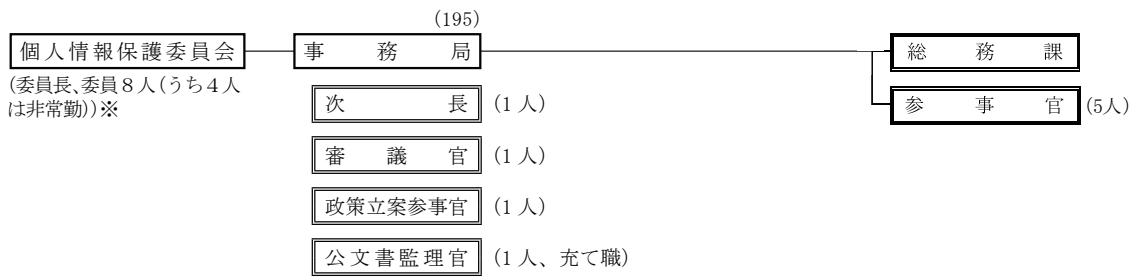 (195)
個人情報保護委員会 事務局 総務課
(委員長、委員８人(うち４人
は非常勤))※
参事官 (5人)
次長 (1人)
審議官 (1人)
政策立案参事官 (1人)
公文書監理官 (1人、充て職)